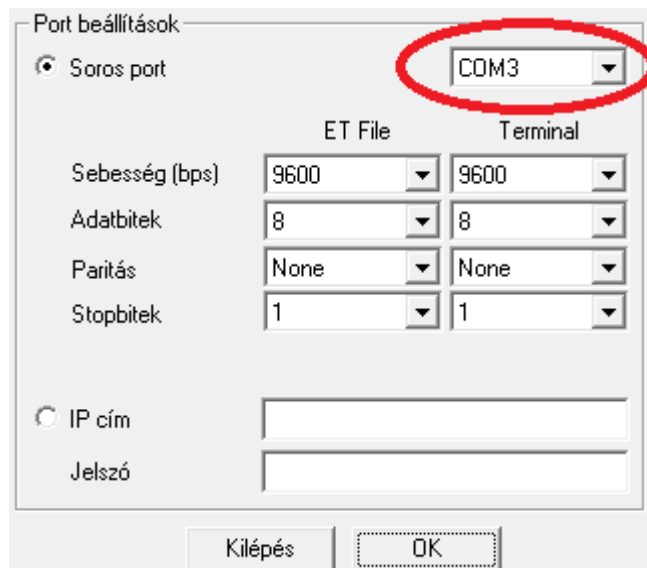 Port beállítások
Soros port COM3
ET File Terminal
Sebesség (bps) 9600 9600
Adatbitek 8 8
Paritás None None
Stopbitek 1 1
IP cím
Jelszó
Kilépés OK